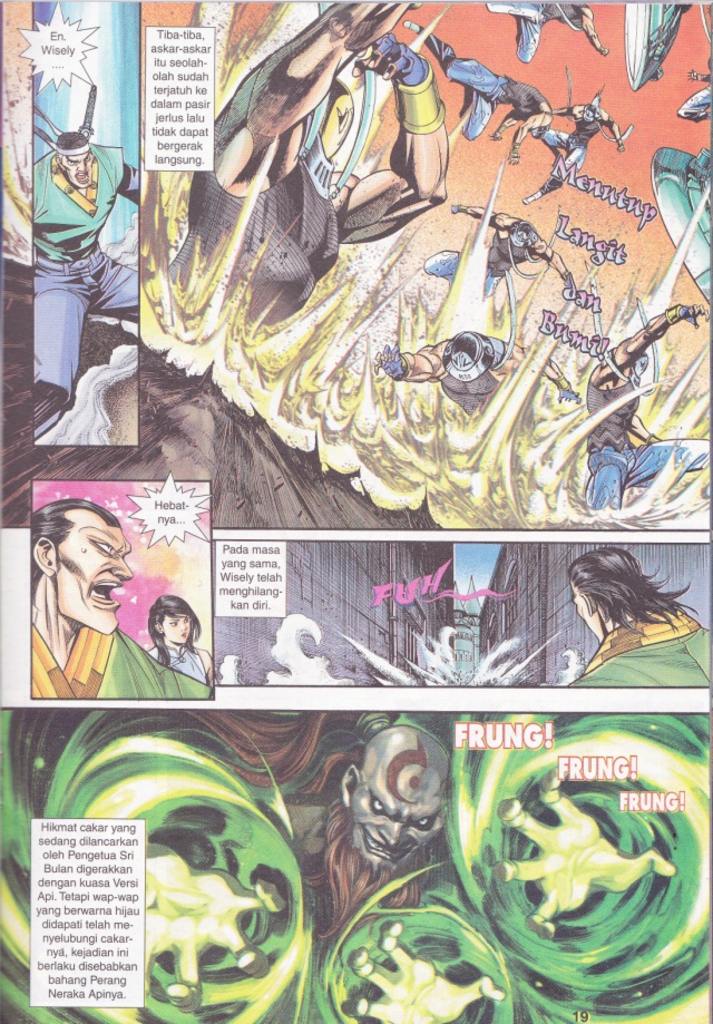 En.
Wisely
....
Tiba-tiba,
askar-askar
itu seolah-
olah sudah
terjatuh ke
dalam pasir
jerlus lalu
tidak dapat
bergerak
langsung.
Menutup
Langit
dan
Bumi!
Hebat-
nya...
Pada masa
yang sama,
Wisely telah
menghilang-
kan diri.
FUH
FRUNG!
FRUNG!
FRUNG!
Hikmat cakar yang
sedang dilancarkan
oleh Pengetua Sri
Bulan digerakkan
dengan kuasa Versi
Api. Tetapi wap-wap
yang berwarna hijau
didapati telah me-
nyelubungi cakar-
nya, kejadian ini
berlaku disebabkan
bahang Perang
Neraka Apinya.
19